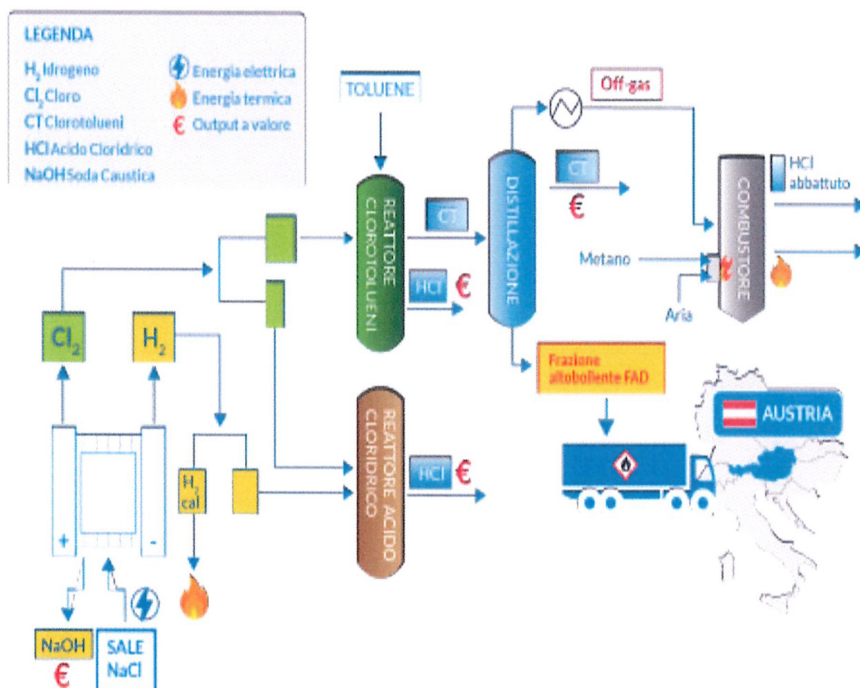 LEGENDA
H2 Idrogeno
Cl2 Cloro
CT Clorotolueni
HCl Acido Cloridrico
NaOH Soda Caustica
Energia elettrica
Energia termica
€ Output a valore
TOLUENE
Off-gas
REATTORE
CLOROTOLUENI
CT
HCl €
DISTILLAZIONE
CT
€
COMBUSTORE
HCl
abbattuto
Metano
Aria
Cl2
H2
Frazione
altobollente FAD
AUSTRIA
REATTORE ACIDO
CLORIDRICO
HCl €
H2
cal
+
-
NaOH
€
SALE
NaCl